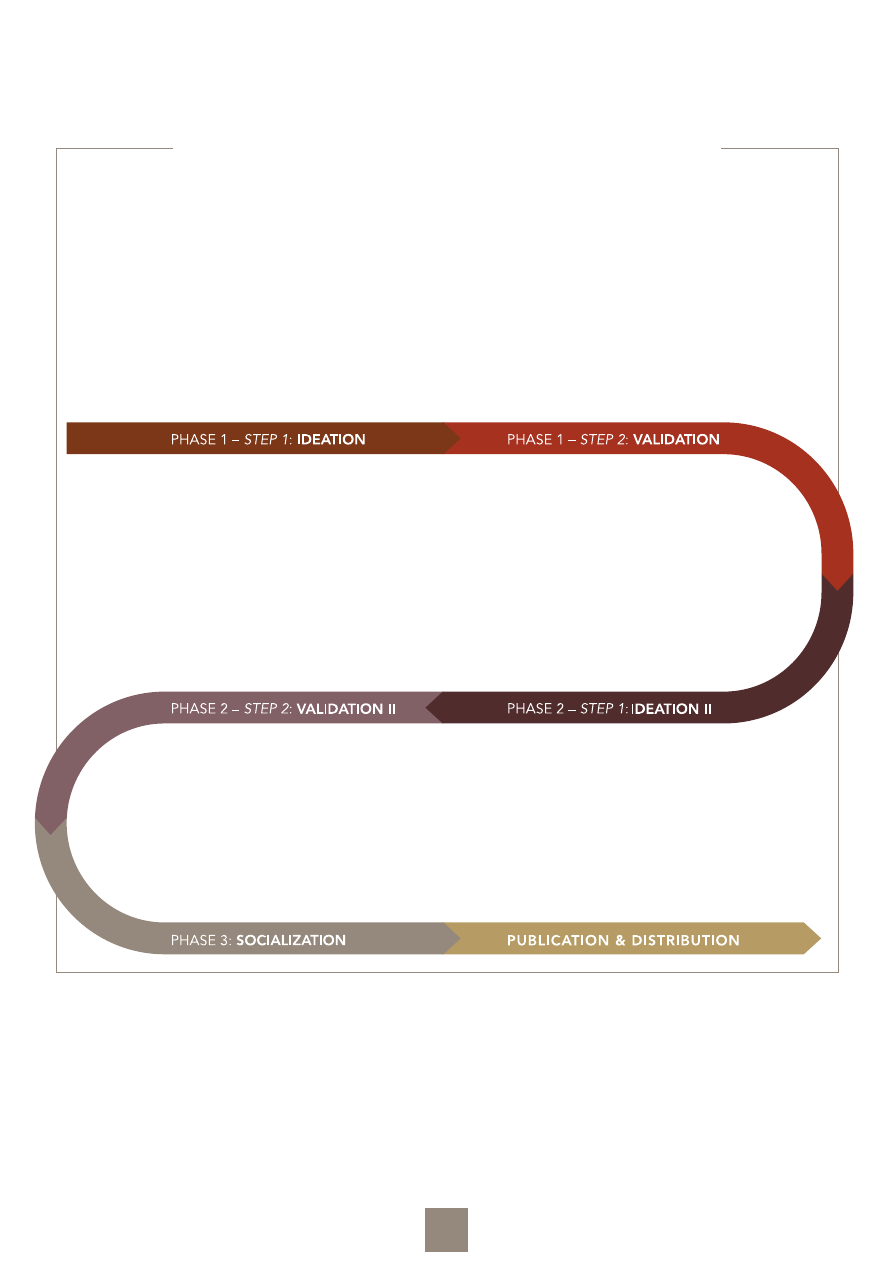 PHASE 1 – STEP 1: IDEATION
PHASE 1 – STEP 2: VALIDATION
PHASE 2 – STEP 1: IDEATION II
PHASE 2 – STEP 2: VALIDATION II
PHASE 3: SOCIALIZATION
PUBLICATION & DISTRIBUTION